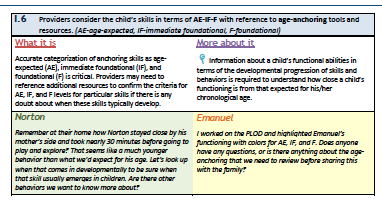 I.6 Providers consider the child's skills in terms of AE-IF-F with reference to age-anchoring tools and
resources. (AE-age-expected, IF-immediate foundational, F-foundational)
What it is
Accurate categorization of anchoring skills as age-
expected (AE), immediate foundational (IF), and
foundational (F) is critical. Providers may need to
reference additional resources to confirm the criteria for
AE, IF, and F levels for particular skills if there is any
doubt about when these skills typically develop.
More about it
Information about a child's functional abilities in
terms of the developmental progression of skills and
behaviors is required to understand how close a child's
functioning is from that expected for his/her
chronological age.
Norton
Remember at their home how Norton stayed close by his
mother's side and took nearly 30 minutes before going to
play and explore? That seems like a much younger
behavior than what we'd expect for his age. Let's look up
when that comes in developmentally to be sure when
that skill usually emerges in children. Are there other
behaviors we want to know more about?
Emanuel
I worked on the PLOD and highlighted Emanuel's
functioning with colors for AE, IF, and F. Does anyone
have any questions, or is there anything about the age-
anchoring that we need to review before sharing this
with the family?